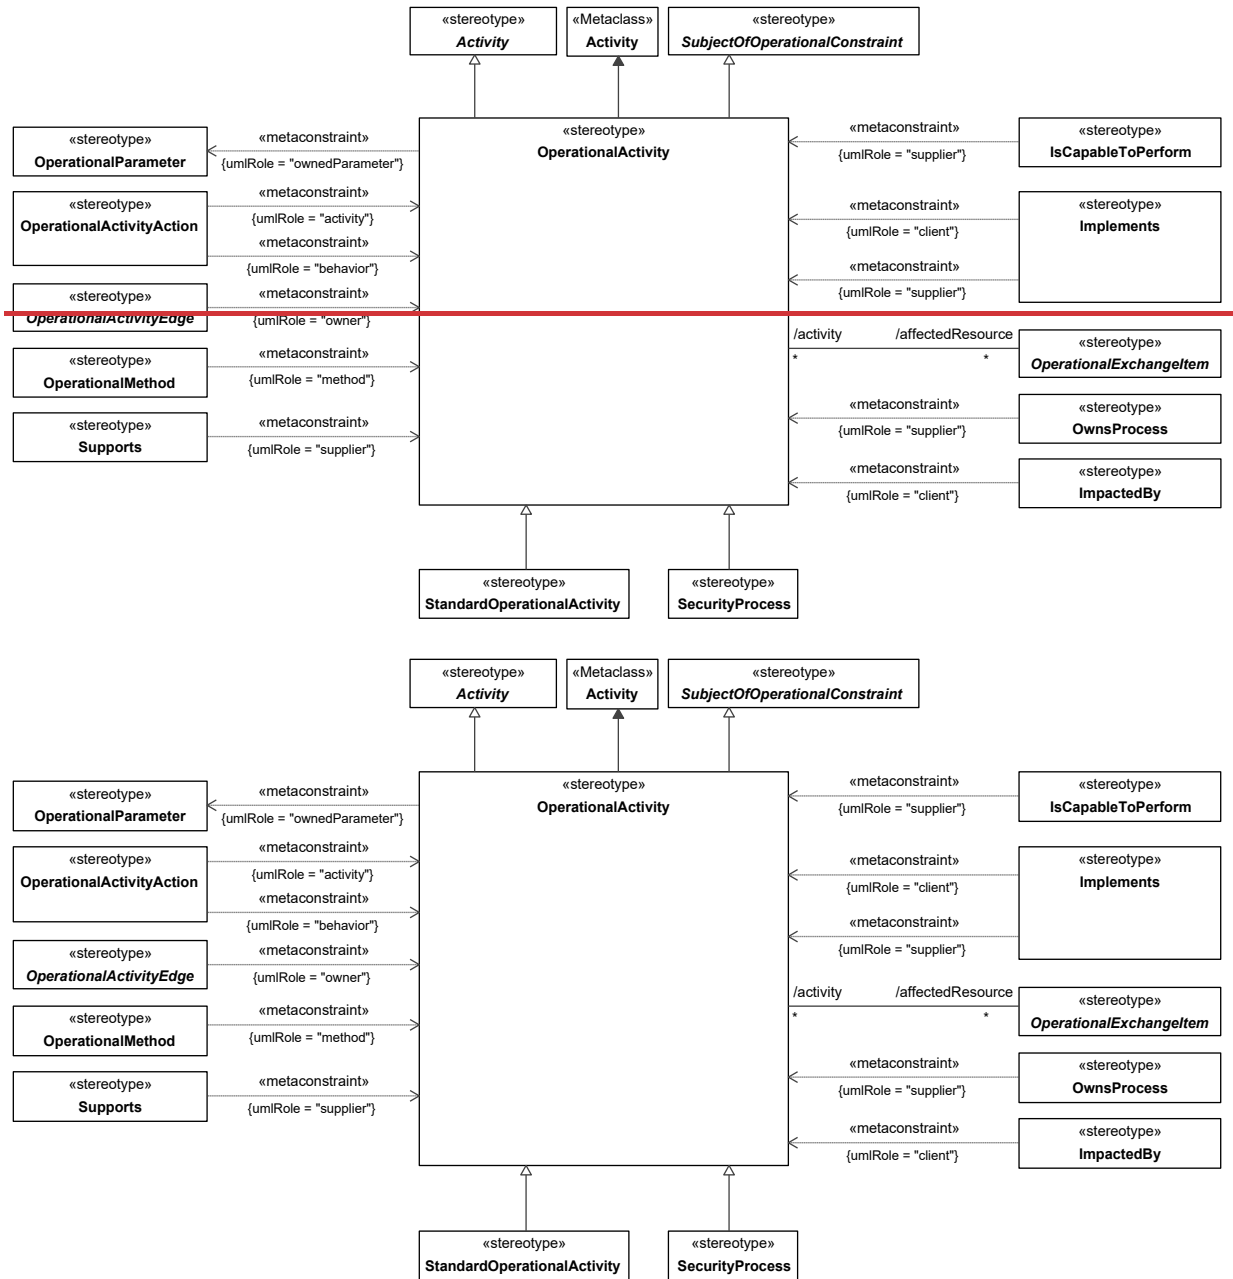 «stereotype»
Activity
«Metaclass»
Activity
«stereotype»
SubjectOfOperationalConstraint
«stereotype»
OperationalActivity
«stereotype»
OperationalParameter
«metaconstraint»
{umlRole = "ownedParameter"}
«stereotype»
OperationalActivityAction
«metaconstraint»
{umlRole = "activity"}
«metaconstraint»
{umlRole = "behavior"}
«stereotype»
OperationalActivityEdge
«metaconstraint»
{umlRole = "owner"}
«stereotype»
OperationalMethod
«metaconstraint»
{umlRole = "method"}
«stereotype»
Supports
«metaconstraint»
{umlRole = "supplier"}
«metaconstraint»
{umlRole = "supplier"}
«stereotype»
IsCapableToPerform
«metaconstraint»
{umlRole = "client"}
«metaconstraint»
{umlRole = "supplier"}
«stereotype»
Implements
/activity /affectedResource
* *
«stereotype»
OperationalExchangeItem
«metaconstraint»
{umlRole = "supplier"}
«stereotype»
OwnsProcess
«metaconstraint»
{umlRole = "client"}
«stereotype»
ImpactedBy
«stereotype»
StandardOperationalActivity
«stereotype»
SecurityProcess
«stereotype»
Activity
«Metaclass»
Activity
«stereotype»
SubjectOfOperationalConstraint
«stereotype»
OperationalActivity
«stereotype»
OperationalParameter
«metaconstraint»
{umlRole = "ownedParameter"}
«stereotype»
OperationalActivityAction
«metaconstraint»
{umlRole = "activity"}
«metaconstraint»
{umlRole = "behavior"}
«stereotype»
OperationalActivityEdge
«metaconstraint»
{umlRole = "owner"}
«stereotype»
OperationalMethod
«metaconstraint»
{umlRole = "method"}
«stereotype»
Supports
«metaconstraint»
{umlRole = "supplier"}
«metaconstraint»
{umlRole = "supplier"}
«stereotype»
IsCapableToPerform
«metaconstraint»
{umlRole = "client"}
«metaconstraint»
{umlRole = "supplier"}
«stereotype»
Implements
/activity /affectedResource
* *
«stereotype»
OperationalExchangeItem
«metaconstraint»
{umlRole = "supplier"}
«stereotype»
OwnsProcess
«metaconstraint»
{umlRole = "client"}
«stereotype»
ImpactedBy
«stereotype»
StandardOperationalActivity
«stereotype»
SecurityProcess